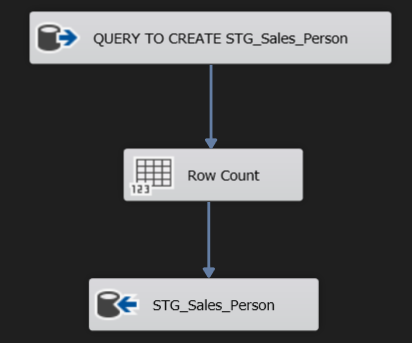 QUERY TO CREATE STG_Sales_Person
123
Row Count
STG_Sales_Person